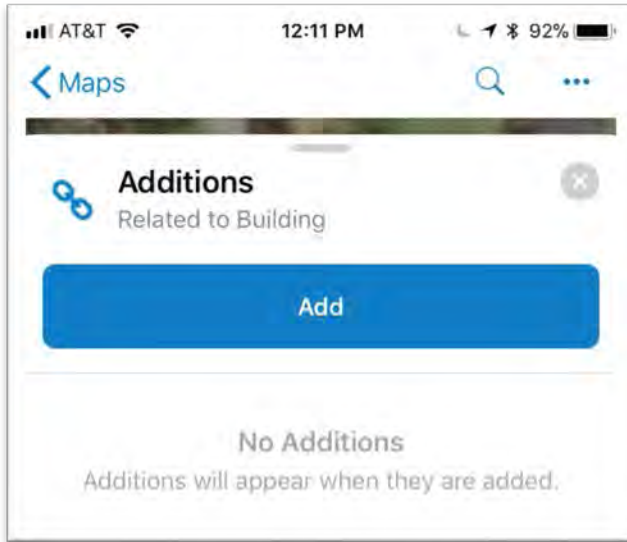 AT&T 12:11 PM 92%
Maps
Additions
Related to Building
Add
No Additions
Additions will appear when they are added.